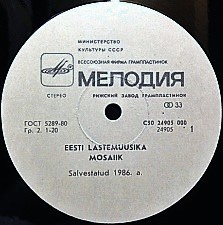 МИНИСТЕРСТВО
КУЛЬТУРЫ СССР
ВСЕСОЮЗНАЯ ФИРМА ГРАМПЛАСТИНОК
МЕЛОДИЯ
СТЕРЕО
РИЖСКИЙ ЗАВОД ГРАМПЛАСТИНОК
33
ГОСТ 5289-80
Гр. 2. 1-20
С50 24905 000
24905
1
EESTI LASTEMUUSIKA
MOSAIIK
Salvestatud 1986. a.